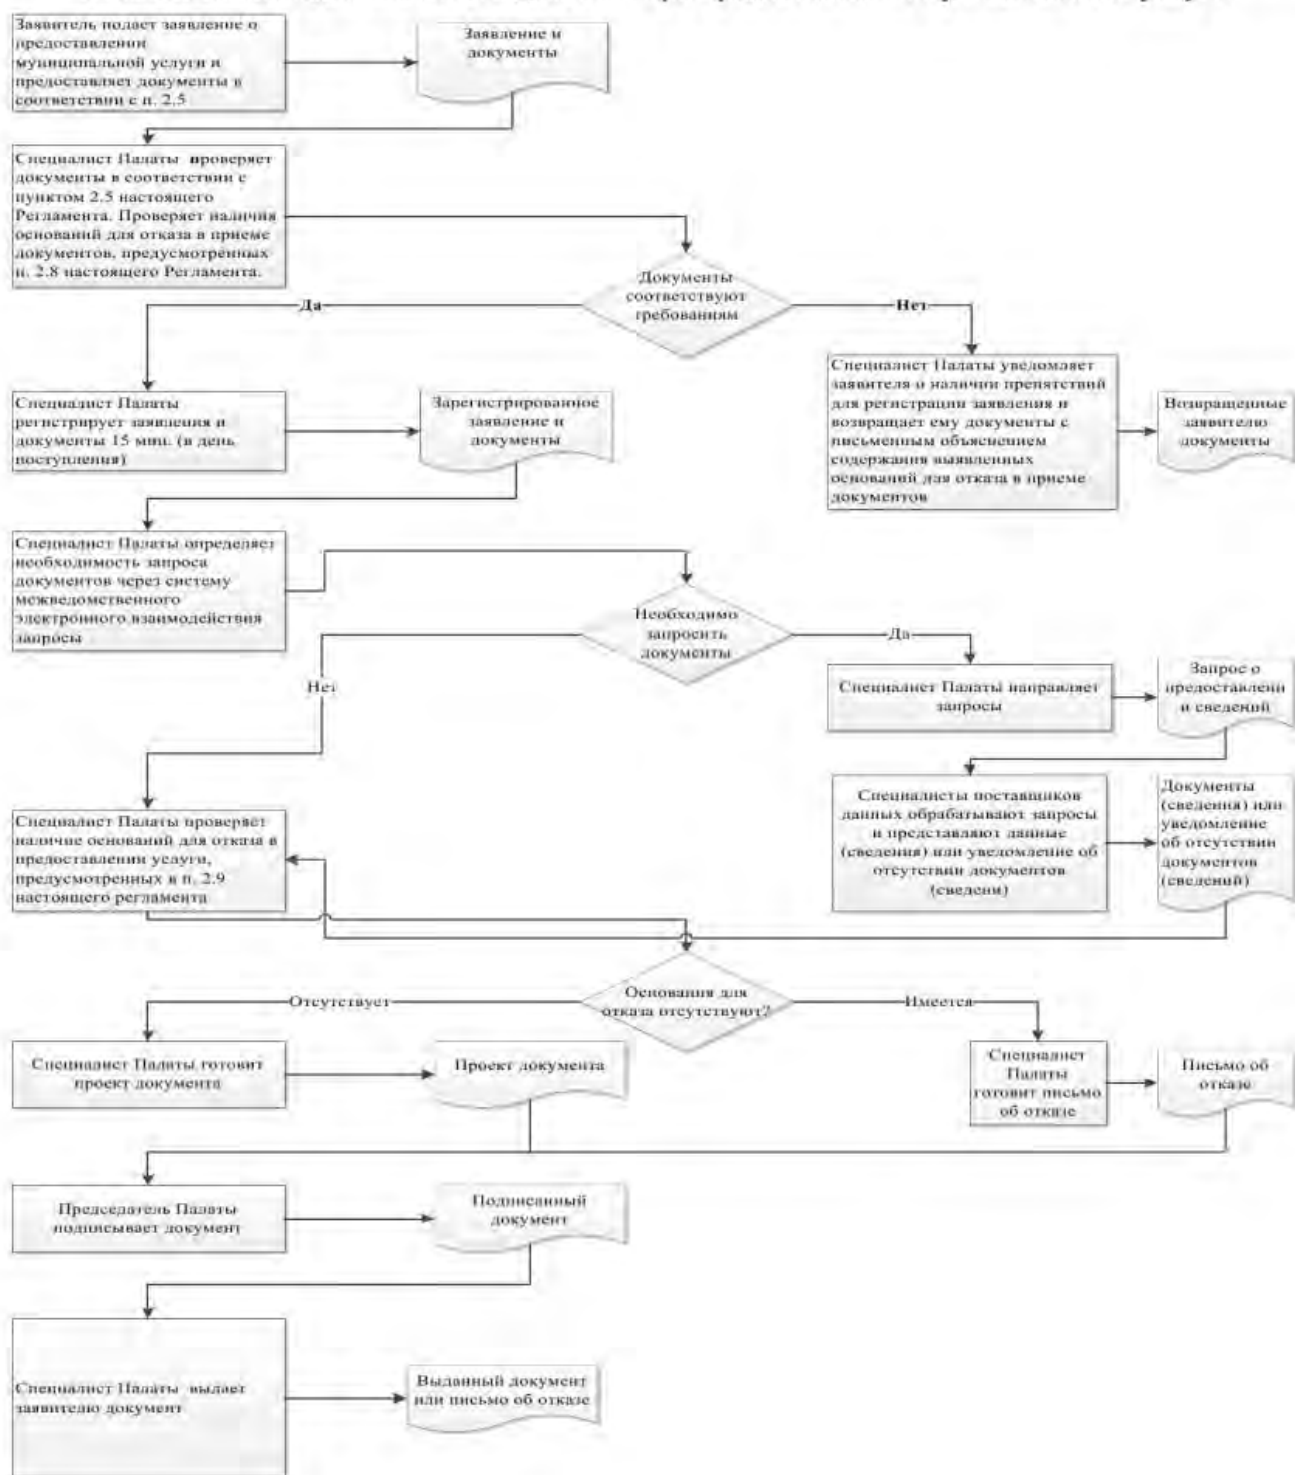 Заявитель подает заявление о
предоставлении
муниципальной услуги и
предоставляет документы в
соответствии с п. 2.5
Заявление и
документы
Специалист Палаты проверяет
документы в соответствии с
пунктом 2.5 настоящего
Регламента. Проверяет наличия
оснований для отказа в приеме
документов, предусмотренных
п. 2.8 настоящего Регламента.
Документы
соответствуют
требованиям
Да
Нет
Специалист Палаты
регистрирует заявления и
документы 15 мин. (в день
поступления)
Зарегистрированное
заявление и
документы
Специалист Палаты уведомляет
заявителя о наличии препятствий
для регистрации заявления и
возвращает ему документы с
письменным объяснением
содержания выявленных
оснований для отказа в приеме
документов
Возвращенные
заявителю
документы
Специалист Палаты определяет
необходимость запроса
документов через систему
межведомственного
электронного взаимодействия
запросы
Необходимо
запросить
документы
Да
Нет
Специалист Палаты направляет
запросы
Запрос о
предоставлени
и сведений
Специалисты поставщиков
данных обрабатывают запросы
и представляют данные
(сведения) или уведомление об
отсутствии документов
(сведени)
Документы
(сведения) или
уведомление
об отсутствии
документов
(сведений)
Специалист Палаты проверяет
наличие оснований для отказа в
предоставлении услуги,
предусмотренных в п. 2.9
настоящего регламента
Основания для
отказа отсутствуют?
Отсутствует
Имеется
Специалист Палаты готовит
проект документа
Проект документа
Специалист
Палаты
готовит письмо
об отказе
Письмо об
отказе
Председатель Палаты
подписывает документ
Подписанный
документ
Специалист Палаты выдает
заявителю документ
Выданный документ
или письмо об отказе